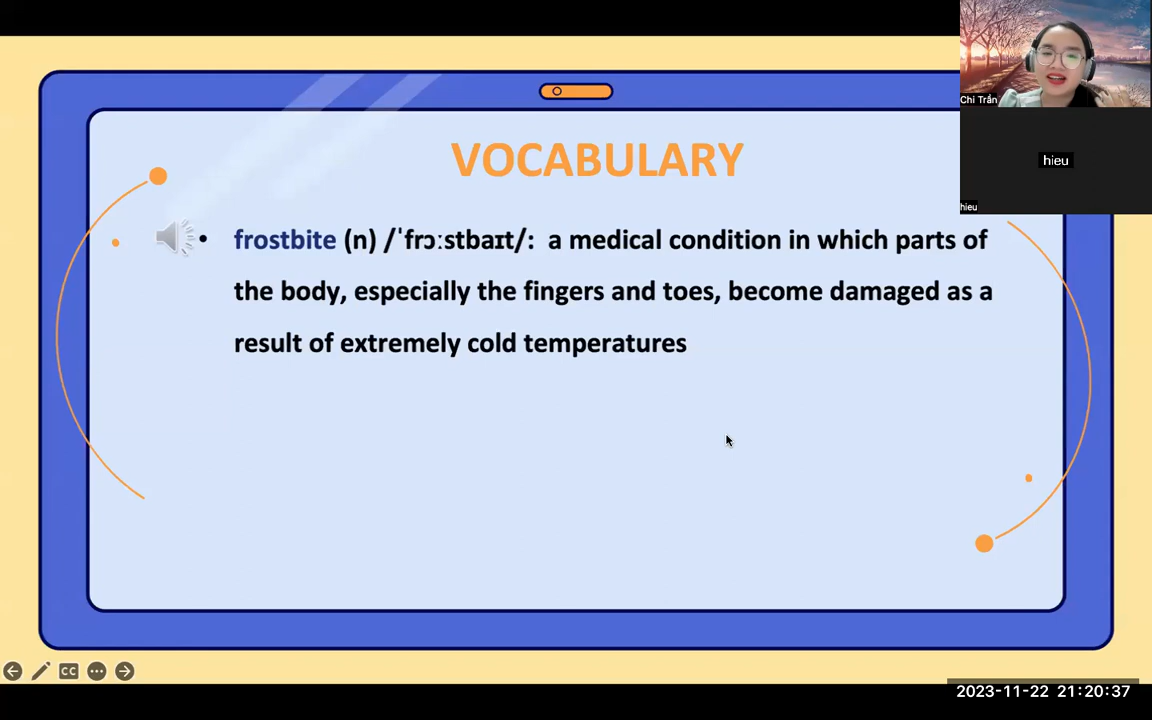 VOCABULARY
• frostbite (n) /ˈfrɔːstbaɪt/: a medical condition in which parts of
the body, especially the fingers and toes, become damaged as a
result of extremely cold temperatures
Chi Trần
hieu
hieu
CC
2023-11-22 21:20:37